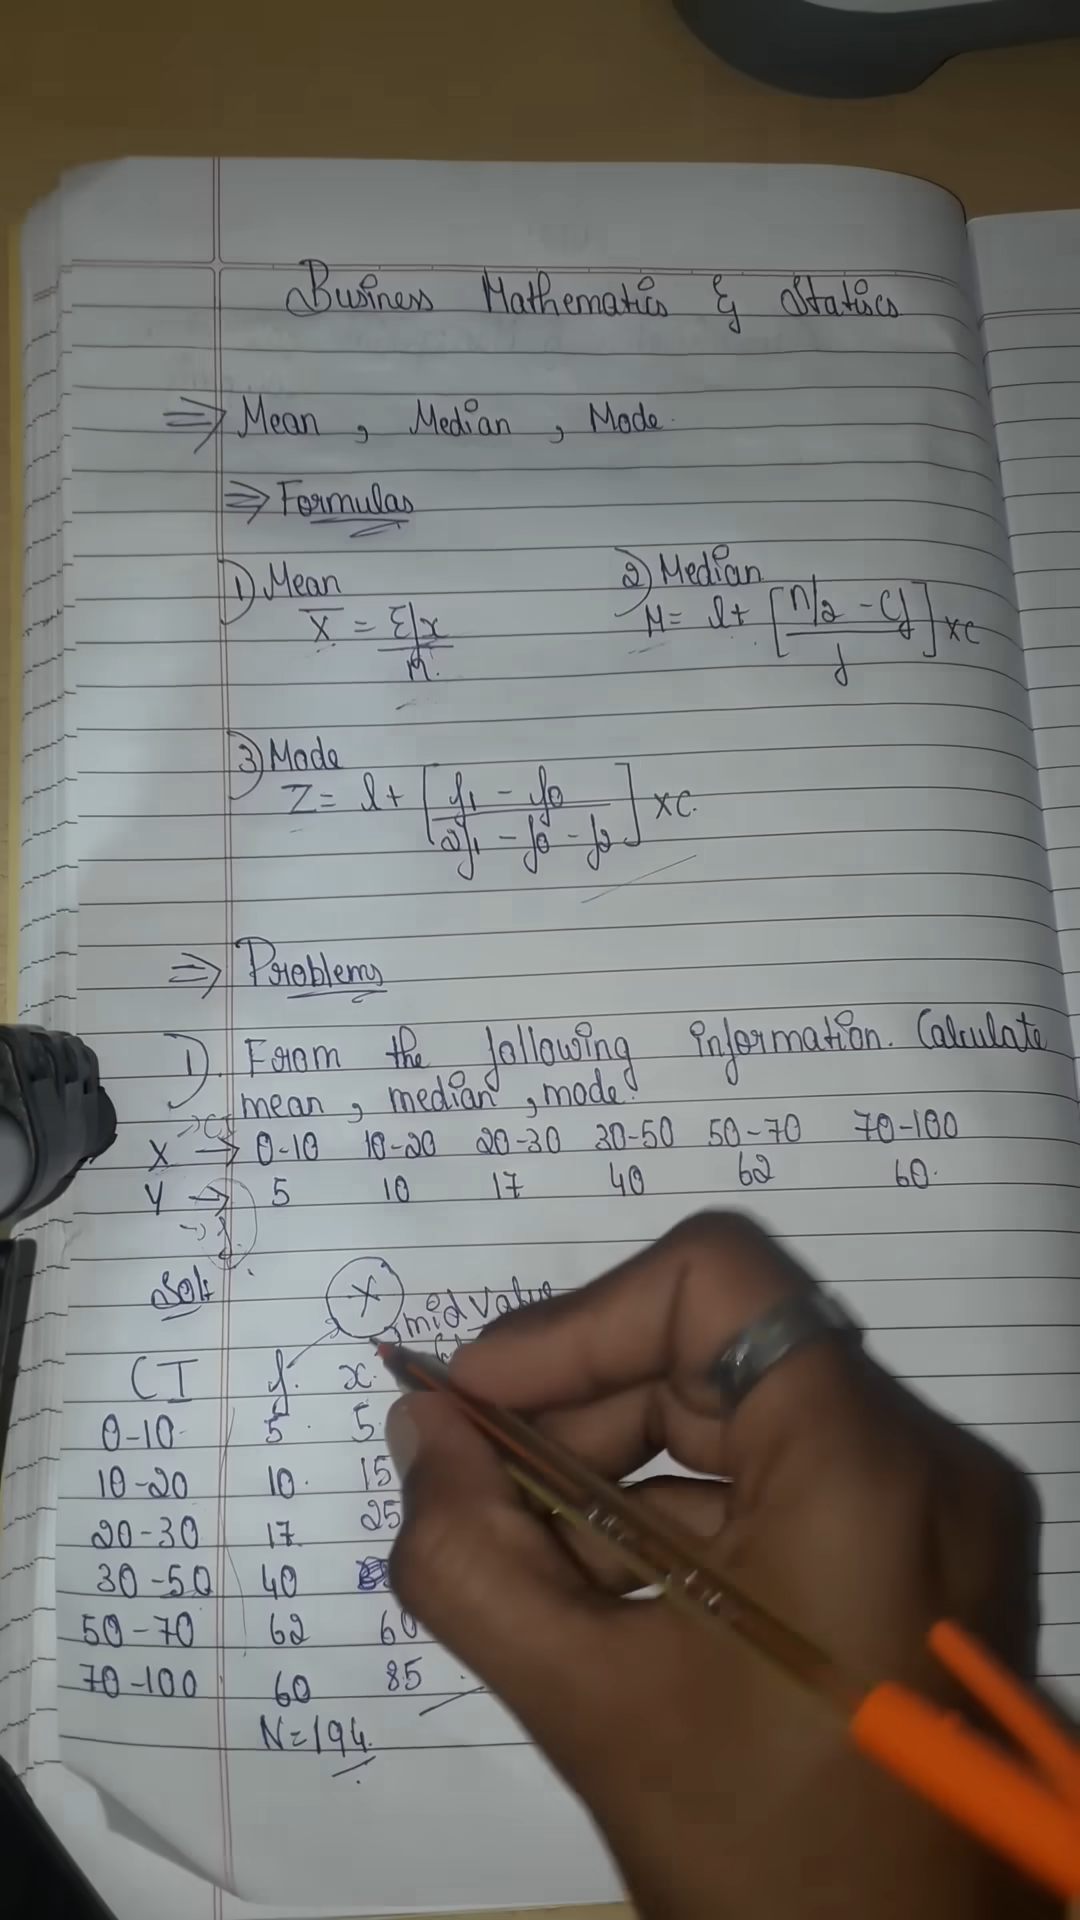 Business Mathematics & Statiscs
⇒ Mean, Median, Mode.
⇒ Formulas
1) Mean
X̄ = Σfx / n.
2) Median
M = l + [n/2 - cf / f] × c
3) Mode
Z = l + [f1 - f0 / 2f1 - f0 - f2] × c.
⇒ Problems
1). From the following information. Calculate
mean, median, mode.
X → 0-10 10-20 20-30 30-50 50-70 70-100
Y → 5 10 17 40 62 60.
→ f.
Sol:
X mid value
CI f. x.
0-10 5 5
10-20 10 15
20-30 17 25
30-50 40
50-70 62 60
70-100 60 85
N = 194.